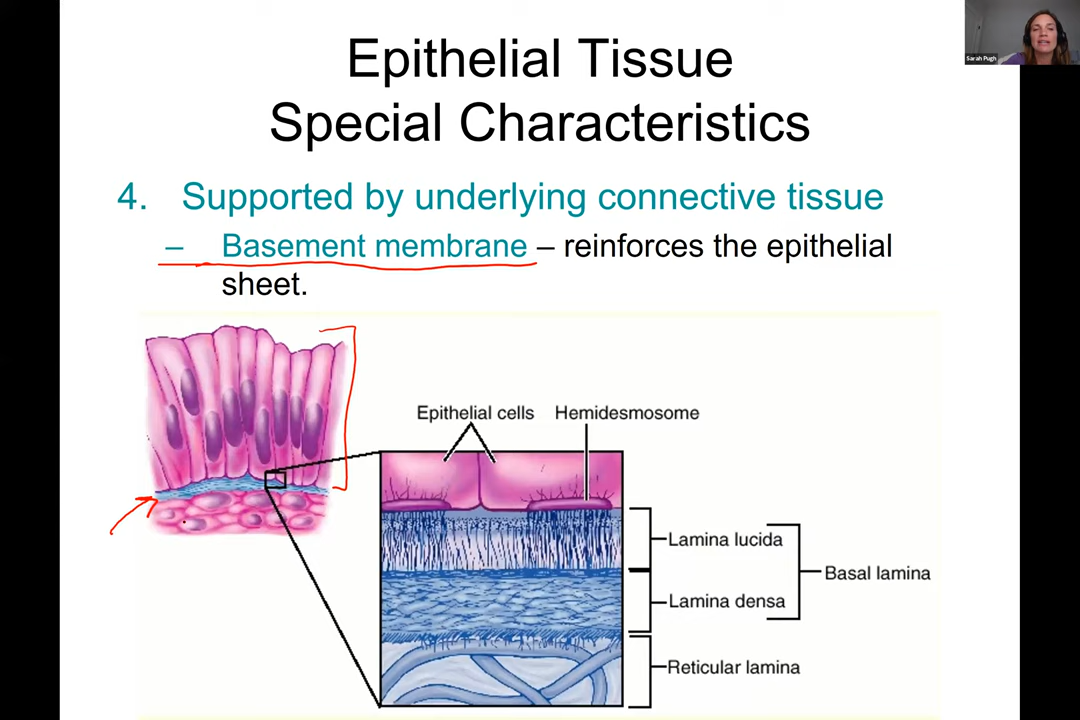 Epithelial Tissue
Special Characteristics
Sarah Pugh
4. Supported by underlying connective tissue
– Basement membrane – reinforces the epithelial
sheet.
Epithelial cells Hemidesmosome
Lamina lucida
Basal lamina
Lamina densa
Reticular lamina